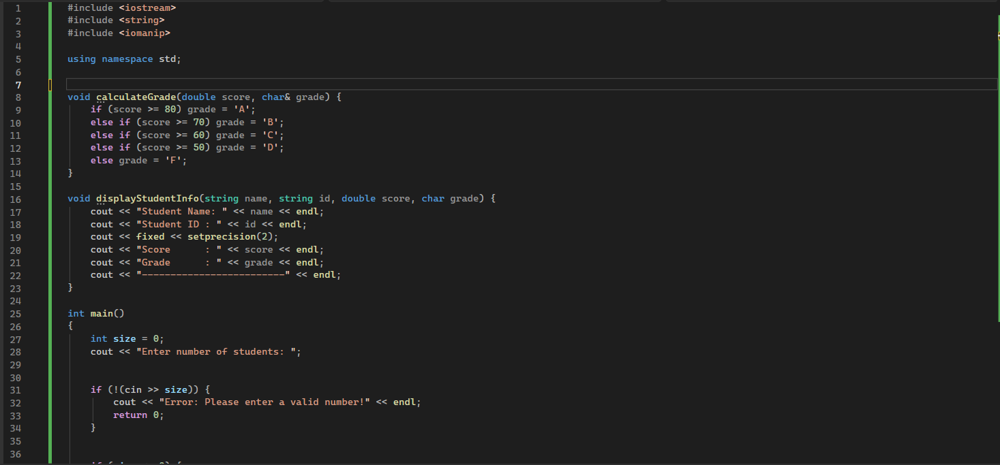 1 #include <iostream>
2 #include <string>
3 #include <iomanip>
4
5 using namespace std;
6
7
8 void calculateGrade(double score, char& grade) {
9     if (score >= 80) grade = 'A';
10     else if (score >= 70) grade = 'B';
11     else if (score >= 60) grade = 'C';
12     else if (score >= 50) grade = 'D';
13     else grade = 'F';
14 }
15
16 void displayStudentInfo(string name, string id, double score, char grade) {
17     cout << "Student Name: " << name << endl;
18     cout << "Student ID : " << id << endl;
19     cout << fixed << setprecision(2);
20     cout << "Score      : " << score << endl;
21     cout << "Grade      : " << grade << endl;
22     cout << "-------------------------" << endl;
23 }
24
25 int main()
26 {
27     int size = 0;
28     cout << "Enter number of students: ";
29
30
31     if (!(cin >> size)) {
32         cout << "Error: Please enter a valid number!" << endl;
33         return 0;
34     }
35
36